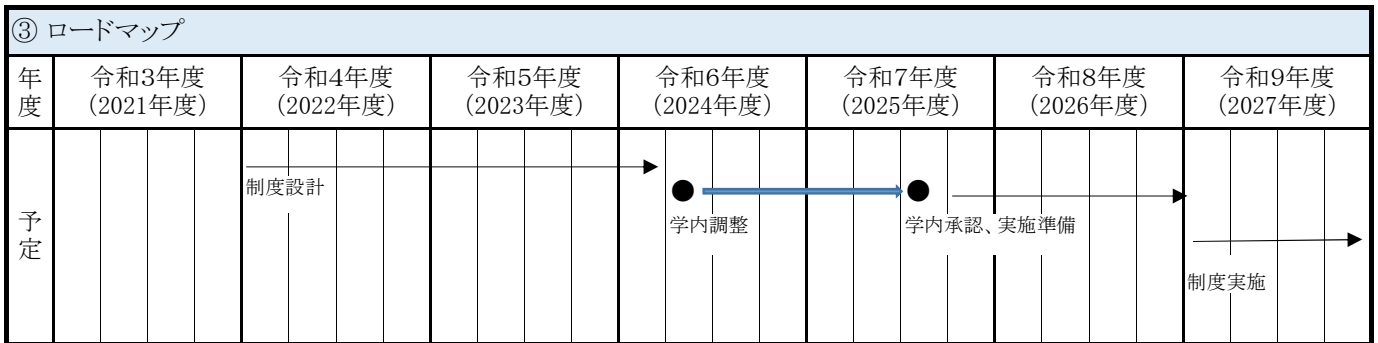 ③ ロードマップ
年度
令和3年度
(2021年度)
令和4年度
(2022年度)
令和5年度
(2023年度)
令和6年度
(2024年度)
令和7年度
(2025年度)
令和8年度
(2026年度)
令和9年度
(2027年度)
予定
制度設計
学内調整
学内承認、実施準備
制度実施